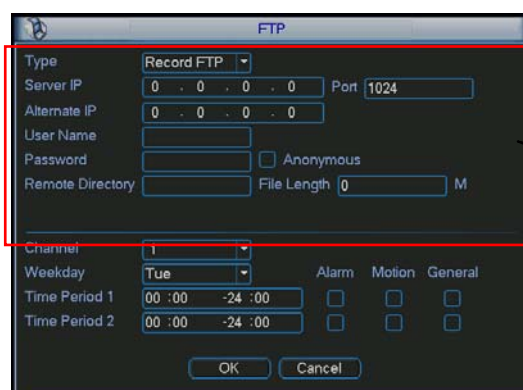 FTP
Type Record FTP
Server IP 0 . 0 . 0 . 0 Port 1024
Alternate IP 0 . 0 . 0 . 0
User Name
Password Anonymous
Remote Directory File Length 0 M
Channel 1
Weekday Tue Alarm Motion General
Time Period 1 00 :00 -24 :00
Time Period 2 00 :00 -24 :00
OK Cancel